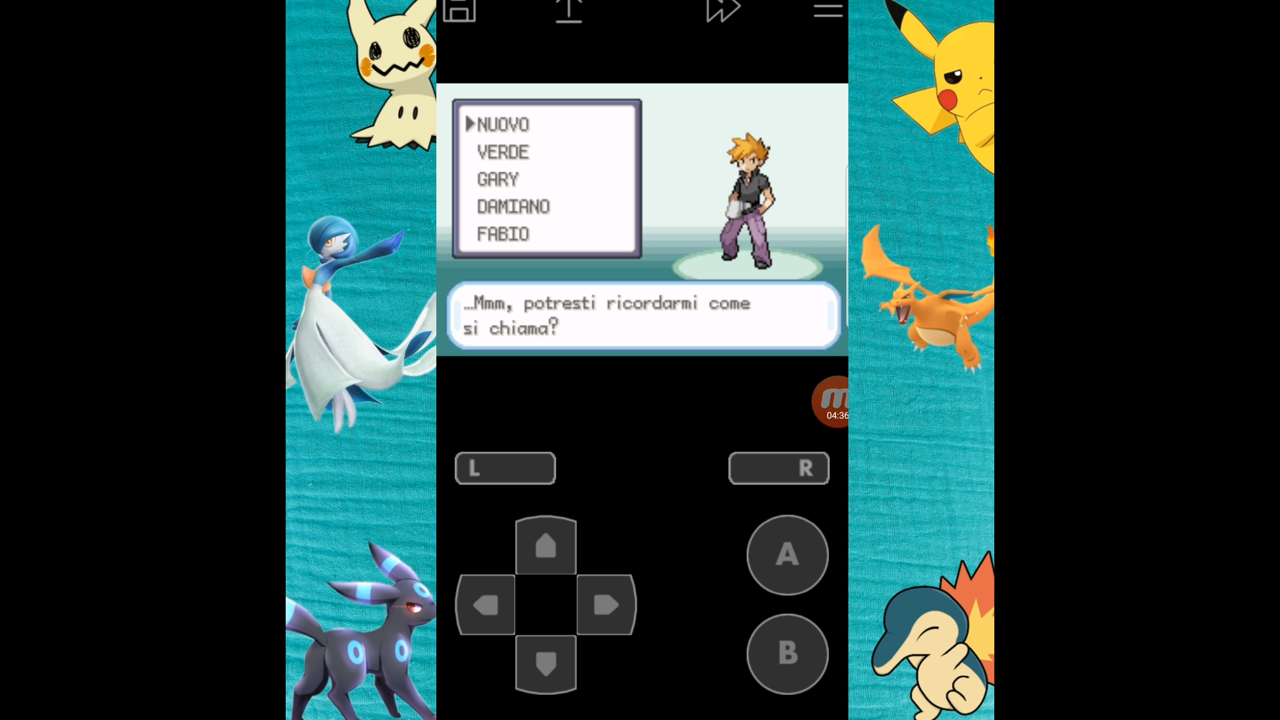 NUOVO
VERDE
GARY
DAMIANO
FABIO
…Mmm, potresti ricordarmi come
si chiama?
04:36
L
R
A
B